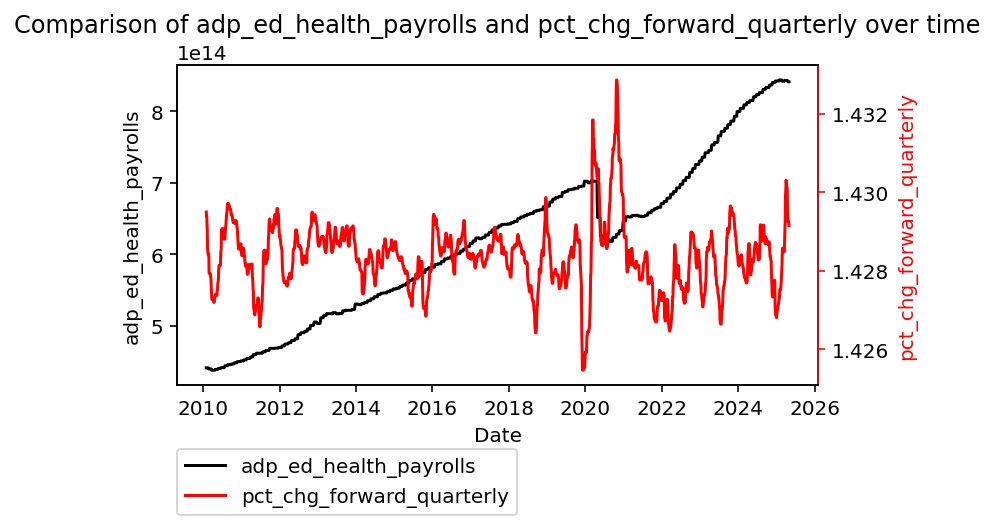 Comparison of adp_ed_health_payrolls and pct_chg_forward_quarterly over time
1e14
8
7
6
5
adp_ed_health_payrolls
1.432
1.430
1.428
1.426
pct_chg_forward_quarterly
2010 2012 2014 2016 2018 2020 2022 2024 2026
Date
adp_ed_health_payrolls
pct_chg_forward_quarterly